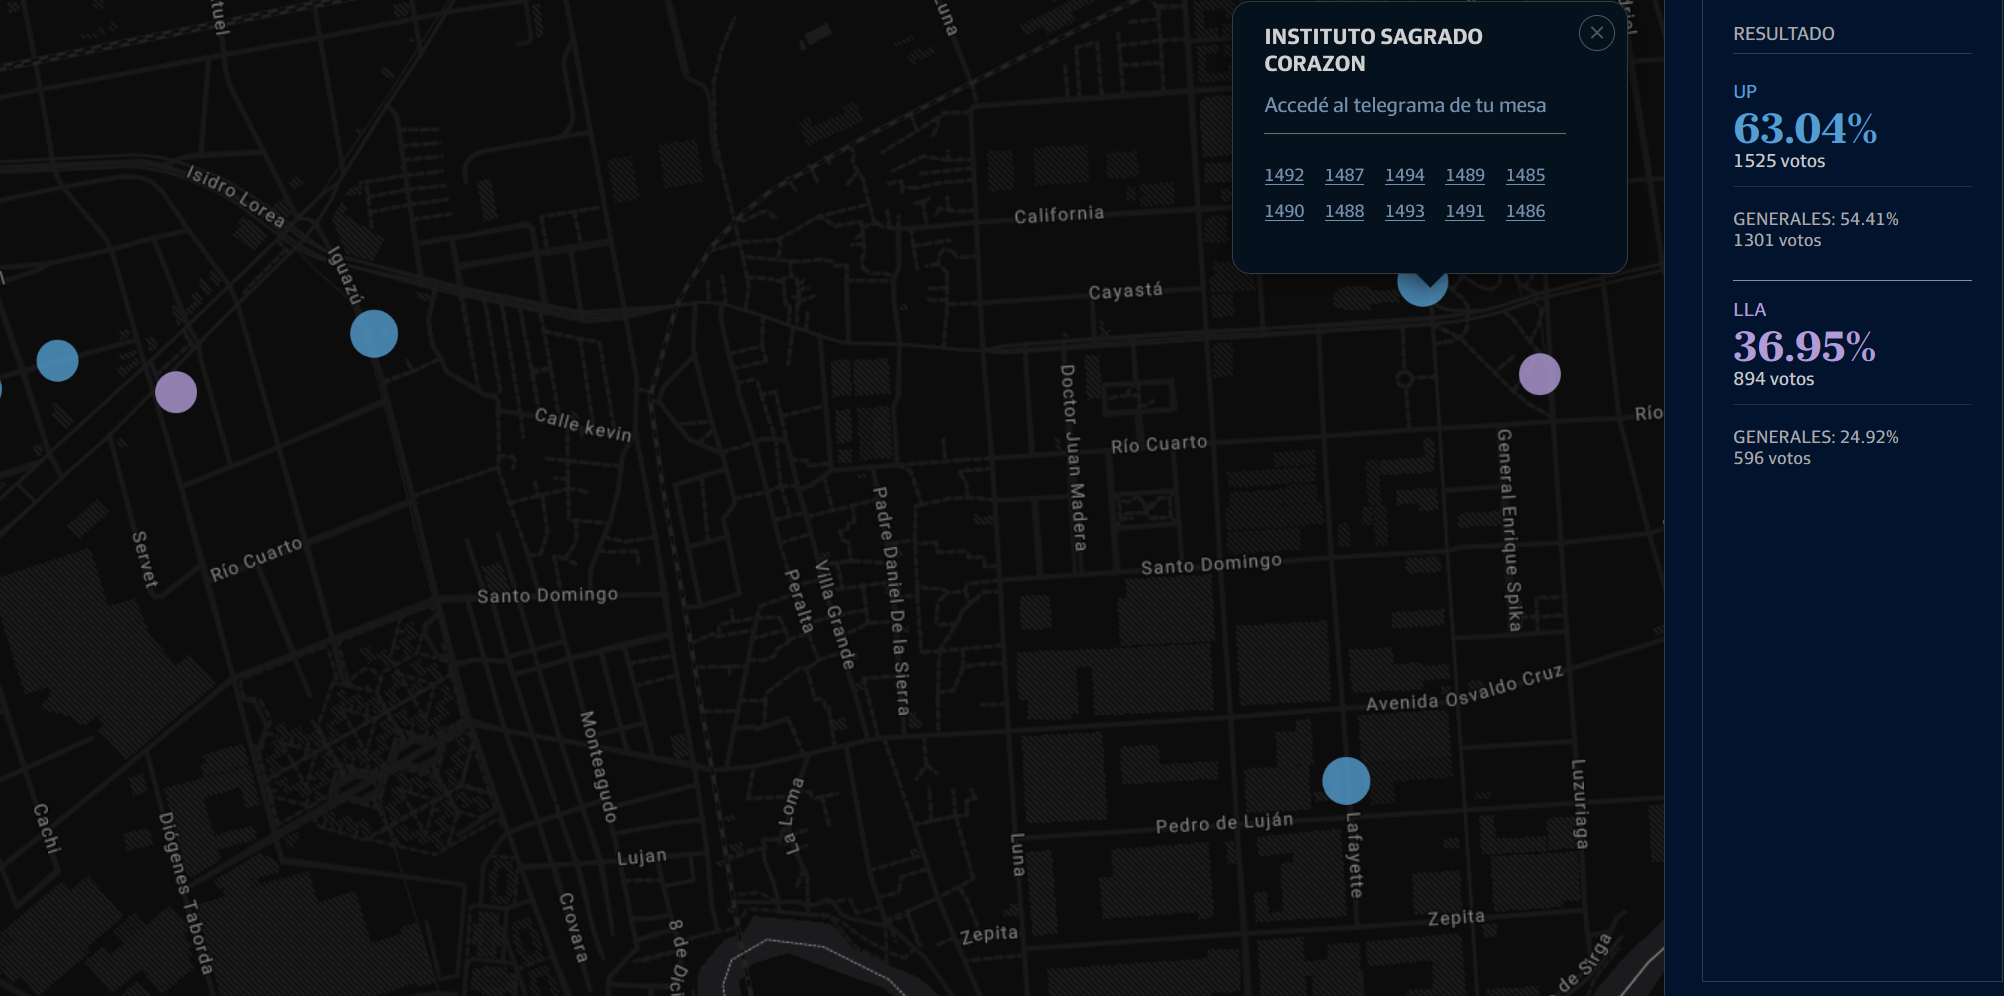 INSTITUTO SAGRADO
CORAZON
Accedé al telegrama de tu mesa
1492 1487 1494 1489 1485
1490 1488 1493 1491 1486
RESULTADO
UP
63.04%
1525 votos
GENERALES: 54.41%
1301 votos
LLA
36.95%
894 votos
GENERALES: 24.92%
596 votos
Luna
Isidro Lorea
California
Iguazú
Cayastá
Calle kevin
Doctor Juan Madera
Río Cuarto
Río
General Enrique Spika
Servet
Río Cuarto
Santo Domingo
Peralta
Villa Grande
Padre Daniel De la Sierra
Santo Domingo
Avenida Osvaldo Cruz
Monteagudo
La Loma
Cachi
Diógenes Taborda
Lujan
Luna
Pedro de Luján
Lafayette
Luzuriaga
Crovara
8 de Dici
Zepita
Zepita
de Sirga